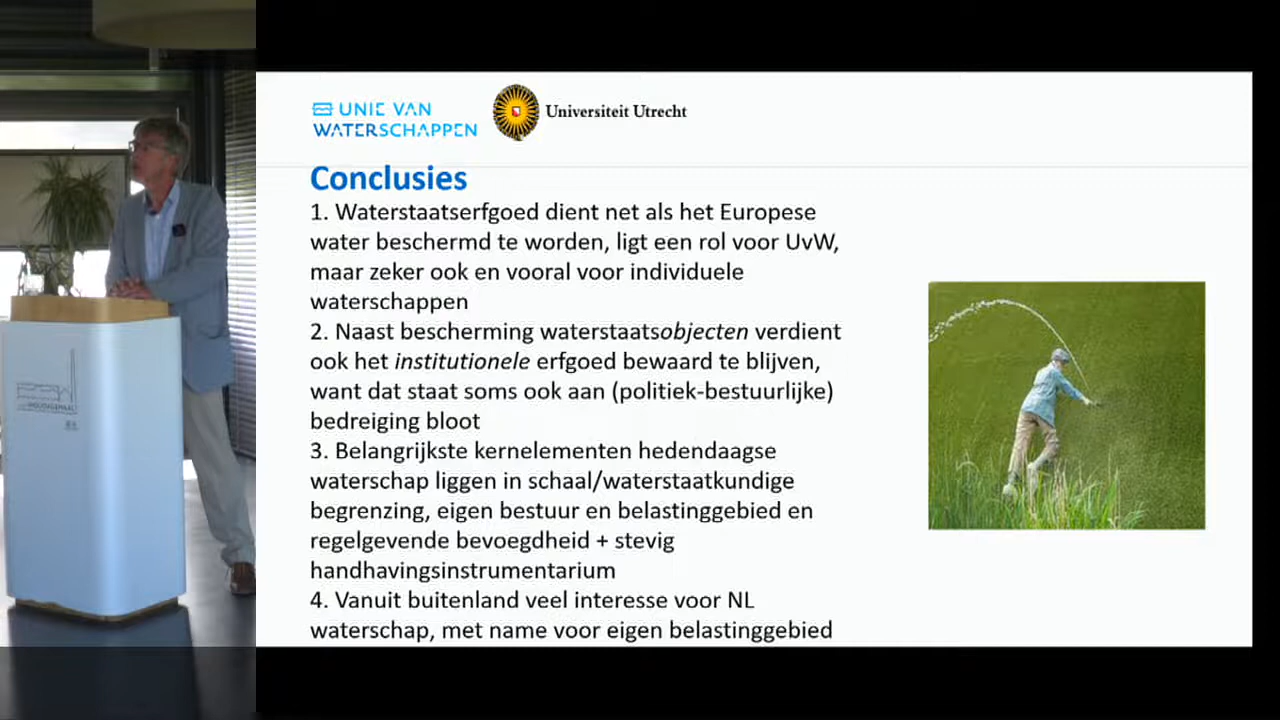 UNIE VAN
WATERSCHAPPEN
Universiteit Utrecht
Conclusies
1. Waterstaatserfgoed dient net als het Europese
water beschermd te worden, ligt een rol voor UvW,
maar zeker ook en vooral voor individuele
waterschappen
2. Naast bescherming waterstaatsobjecten verdient
ook het institutionele erfgoed bewaard te blijven,
want dat staat soms ook aan (politiek-bestuurlijke)
bedreiging bloot
3. Belangrijkste kernelementen hedendaagse
waterschap liggen in schaal/waterstaatkundige
begrenzing, eigen bestuur en belastinggebied en
regelgevende bevoegdheid + stevig
handhavingsinstrumentarium
4. Vanuit buitenland veel interesse voor NL
waterschap, met name voor eigen belastinggebied